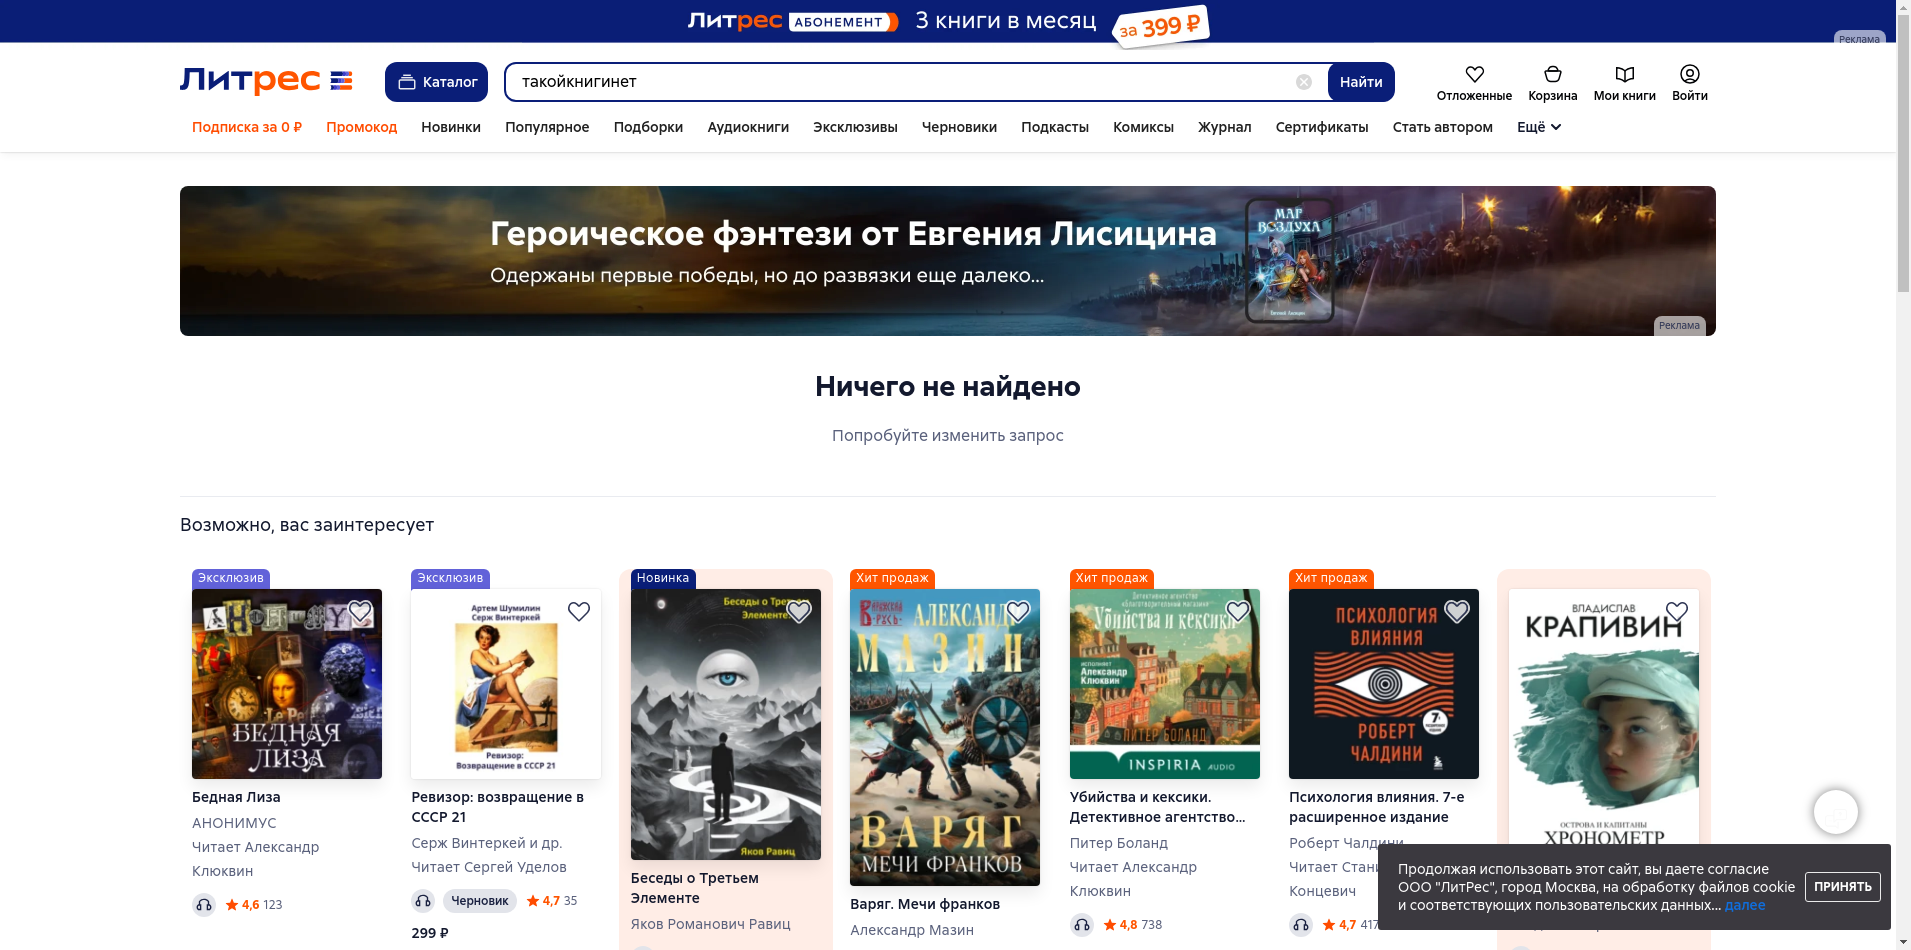 Литрес АБОНЕМЕНТ 3 книги в месяц за 399 ₽
Реклама
Литрес
Каталог
такойкнигинет
Найти
Отложенные
Корзина
Мои книги
Войти
Подписка за 0 ₽
Промокод
Новинки
Популярное
Подборки
Аудиокниги
Эксклюзивы
Черновики
Подкасты
Комиксы
Журнал
Сертификаты
Стать автором
Ещё
Героическое фэнтези от Евгения Лисицина
Одержаны первые победы, но до развязки еще далеко...
МАГ
ВОЗДУХА
Евгений Лисицин
Реклама
Ничего не найдено
Попробуйте изменить запрос
Возможно, вас заинтересует
Эксклюзив
БЕДНАЯ
ЛИЗА
Бедная Лиза
АНОНИМУС
Читает Александр
Клюквин
4,6 123
Эксклюзив
Артем Шумилин
Серж Винтеркей
Ревизор:
Возвращение в СССР 21
Ревизор: возвращение в
СССР 21
Серж Винтеркей и др.
Читает Сергей Уделов
Черновик
4,7 35
299 ₽
Новинка
Беседы о Третьем
Элементе
Яков Равиц
Беседы о Третьем
Элементе
Яков Романович Равиц
Хит продаж
АЛЕКСАНДР
МАЗИН
ВАРЯГ
МЕЧИ ФРАНКОВ
Варяг. Мечи франков
Александр Мазин
Хит продаж
Детективное агентство
«Благотворительный магазин»
Убийства и кексики
исполняет
Александр
Клюквин
ПИТЕР БОЛАНД
INSPIRIA AUDIO
Убийства и кексики.
Детективное агентство...
Питер Боланд
Читает Александр
Клюквин
4,8 738
Хит продаж
ПСИХОЛОГИЯ
ВЛИЯНИЯ
7-е
РОБЕРТ
ЧАЛДИНИ
Психология влияния. 7-е
расширенное издание
Роберт Чалдини
Читает Стани
Концевич
4,7 417
ВЛАДИСЛАВ
КРАПИВИН
ОСТРОВА И КАПИТАНЫ
ХРОНОМЕТР
Продолжая использовать этот сайт, вы даете согласие
ООО "ЛитРес", город Москва, на обработку файлов cookie
и соответствующих пользовательских данных... далее
ПРИНЯТЬ